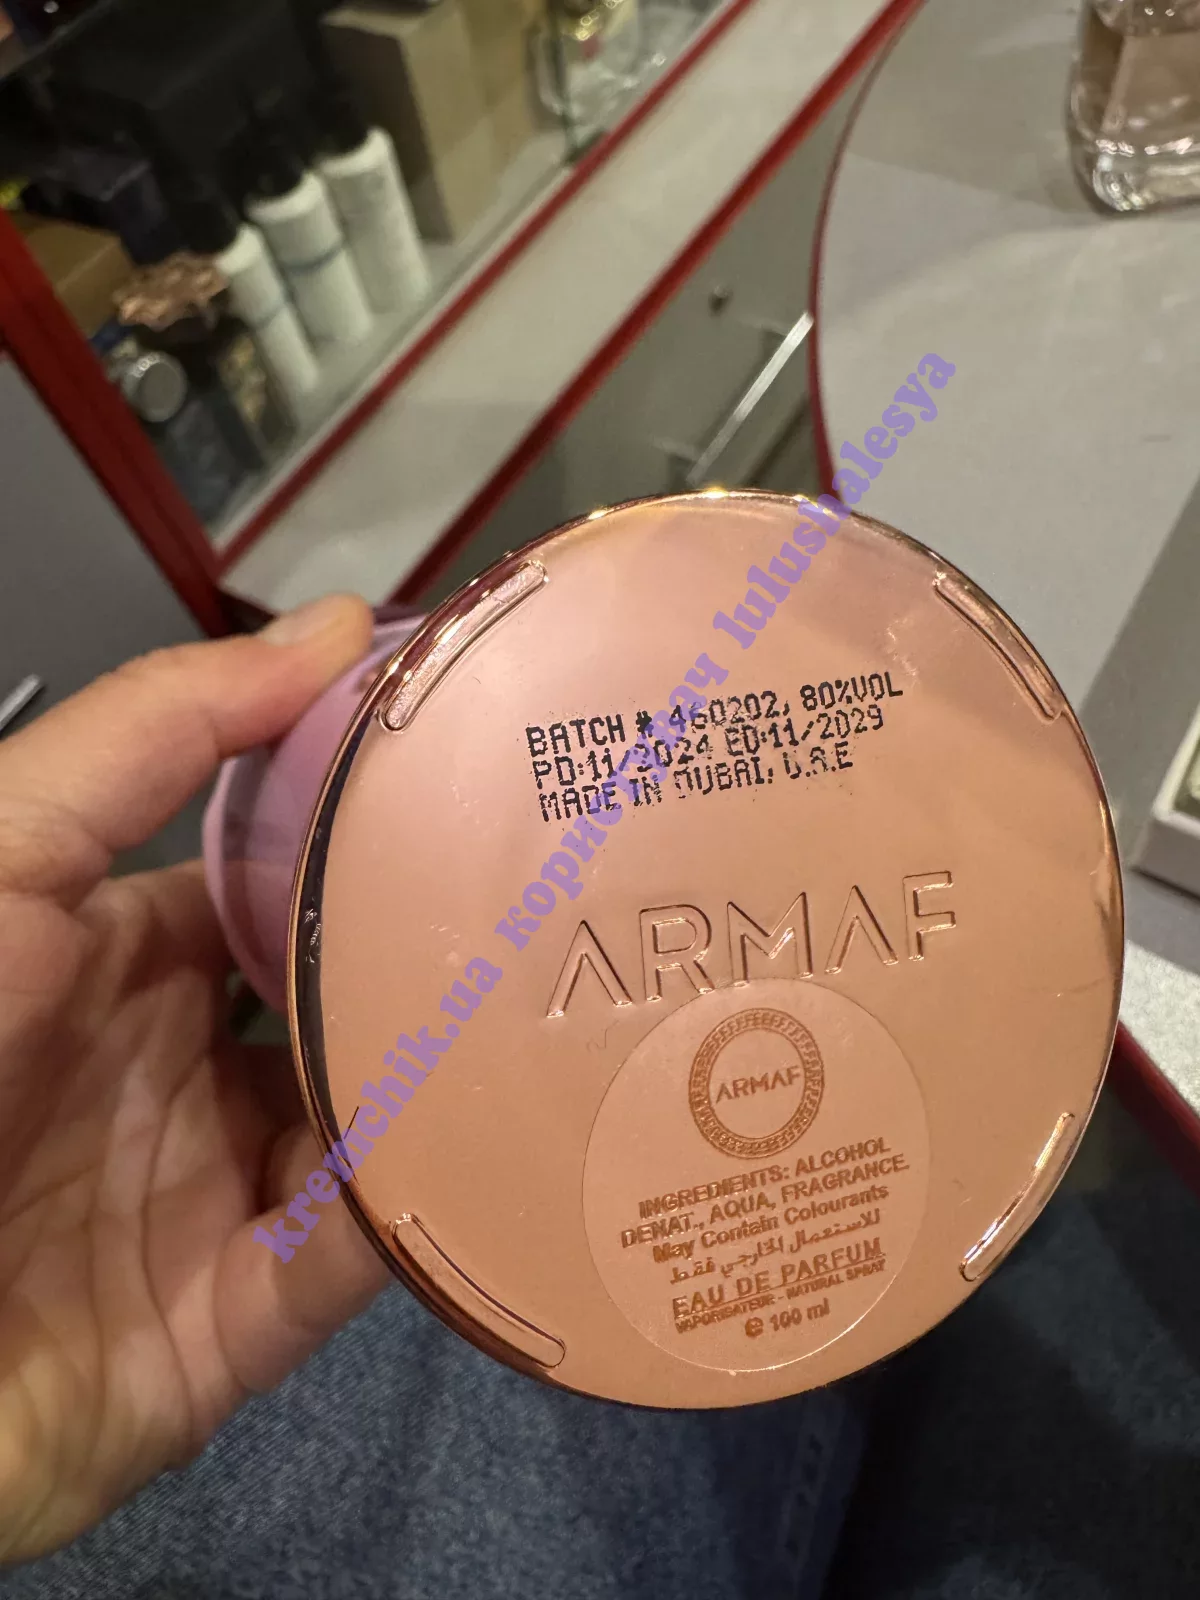 BATCH # 460202, 80%VOL
PD:11/2024 ED:11/2029
MADE IN DUBAI, U.A.E
ARMAF
ARMAF
INGREDIENTS: ALCOHOL
DENAT., AQUA, FRAGRANCE.
May Contain Colourants
للاستعمال الخارجي فقط
EAU DE PARFUM
VAPORISATEUR - NATURAL SPRAY
e 100 ml
kremchik.ua користувач lulushalesya